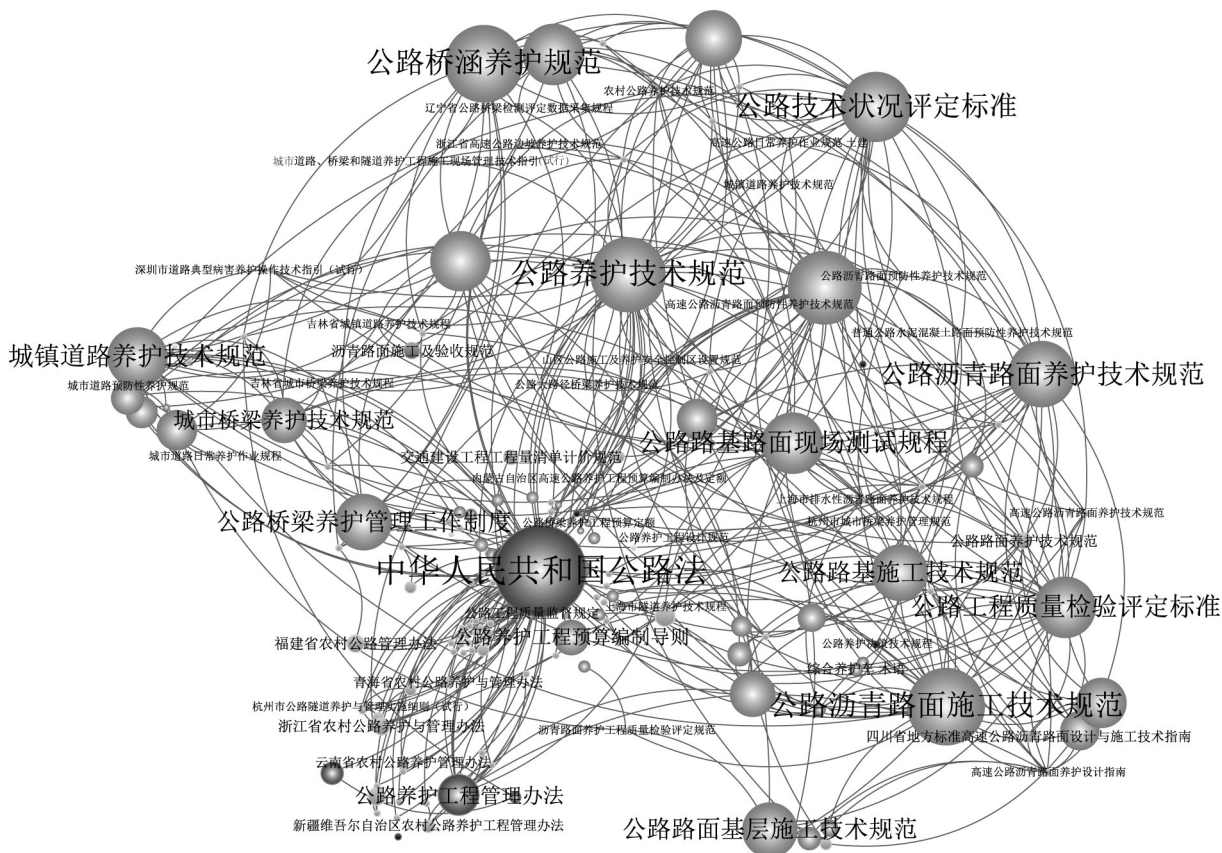 公路桥涵养护规范
农村公路养护技术规范
公路技术状况评定标准
辽宁省公路桥梁检测评定数据采集规程
浙江省高速公路边坡养护技术规范
高速公路日常养护作业规范 土建
城市道路、桥梁和隧道养护工程施工现场管理技术指引(试行)
城镇道路养护技术规范
深圳市道路典型病害养护操作技术指引（试行）
公路养护技术规范
公路沥青路面预防性养护技术规范
高速公路沥青路面预防性养护技术规范
吉林省城镇道路养护技术规程
普通公路水泥混凝土路面预防性养护技术规范
城镇道路养护技术规范
沥青路面施工及验收规范
山区公路施工及养护安全控制区设置规范
公路沥青路面养护技术规范
城市道路预防性养护规范
吉林省城市桥梁养护技术规程
公路大跨径桥梁养护技术规范
城市桥梁养护技术规范
公路路基路面现场测试规程
城市道路日常养护作业规程
交通建设工程工程量清单计价规范
内蒙古自治区高速公路养护工程预算编制办法及定额
上海市排水性沥青路面养护技术规程
高速公路沥青路面养护技术规范
公路桥梁养护管理工作制度
公路桥梁养护工程预算定额
杭州市城市桥梁养护管理规范
公路养护工程设计规范
公路路面养护技术规范
中华人民共和国公路法
公路路基施工技术规范
公路工程质量监督规定
上海市隧道养护技术规程
公路工程质量检验评定标准
福建省农村公路管理办法
公路养护工程预算编制导则
综合养护车 术语
青海省农村公路养护与管理办法
杭州市公路隧道养护与管理实施细则（试行）
公路沥青路面施工技术规范
浙江省农村公路养护与管理办法
沥青路面养护工程质量检验评定规范
四川省地方标准高速公路沥青路面设计与施工技术指南
云南省农村公路养护管理办法
高速公路沥青路面养护设计指南
公路养护工程管理办法
新疆维吾尔自治区农村公路养护工程管理办法
公路路面基层施工技术规范